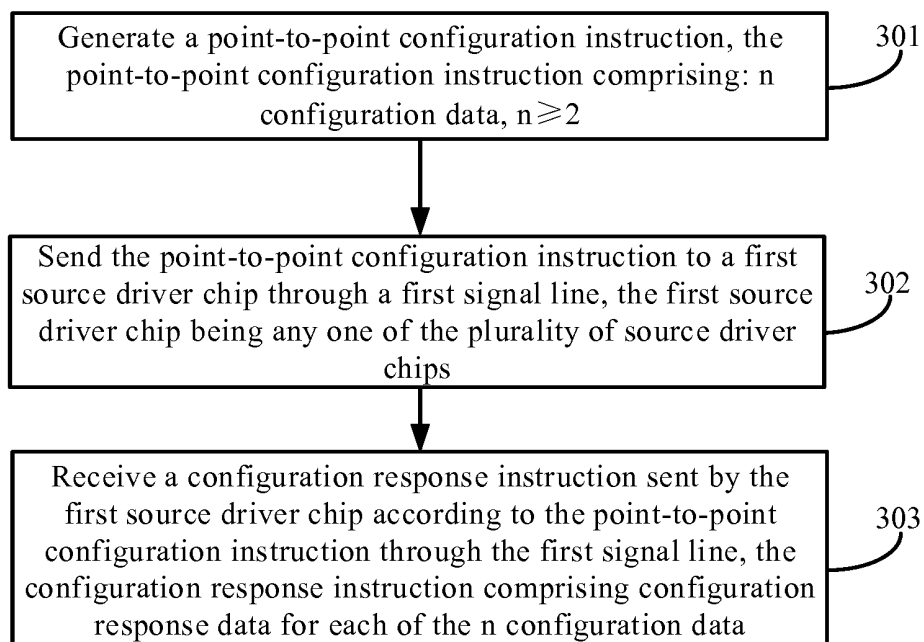 Generate a point-to-point configuration instruction, the
point-to-point configuration instruction comprising: n
configuration data, n⩾2
301
Send the point-to-point configuration instruction to a first
source driver chip through a first signal line, the first source
driver chip being any one of the plurality of source driver
chips
302
Receive a configuration response instruction sent by the
first source driver chip according to the point-to-point
configuration instruction through the first signal line, the
configuration response instruction comprising configuration
response data for each of the n configuration data
303